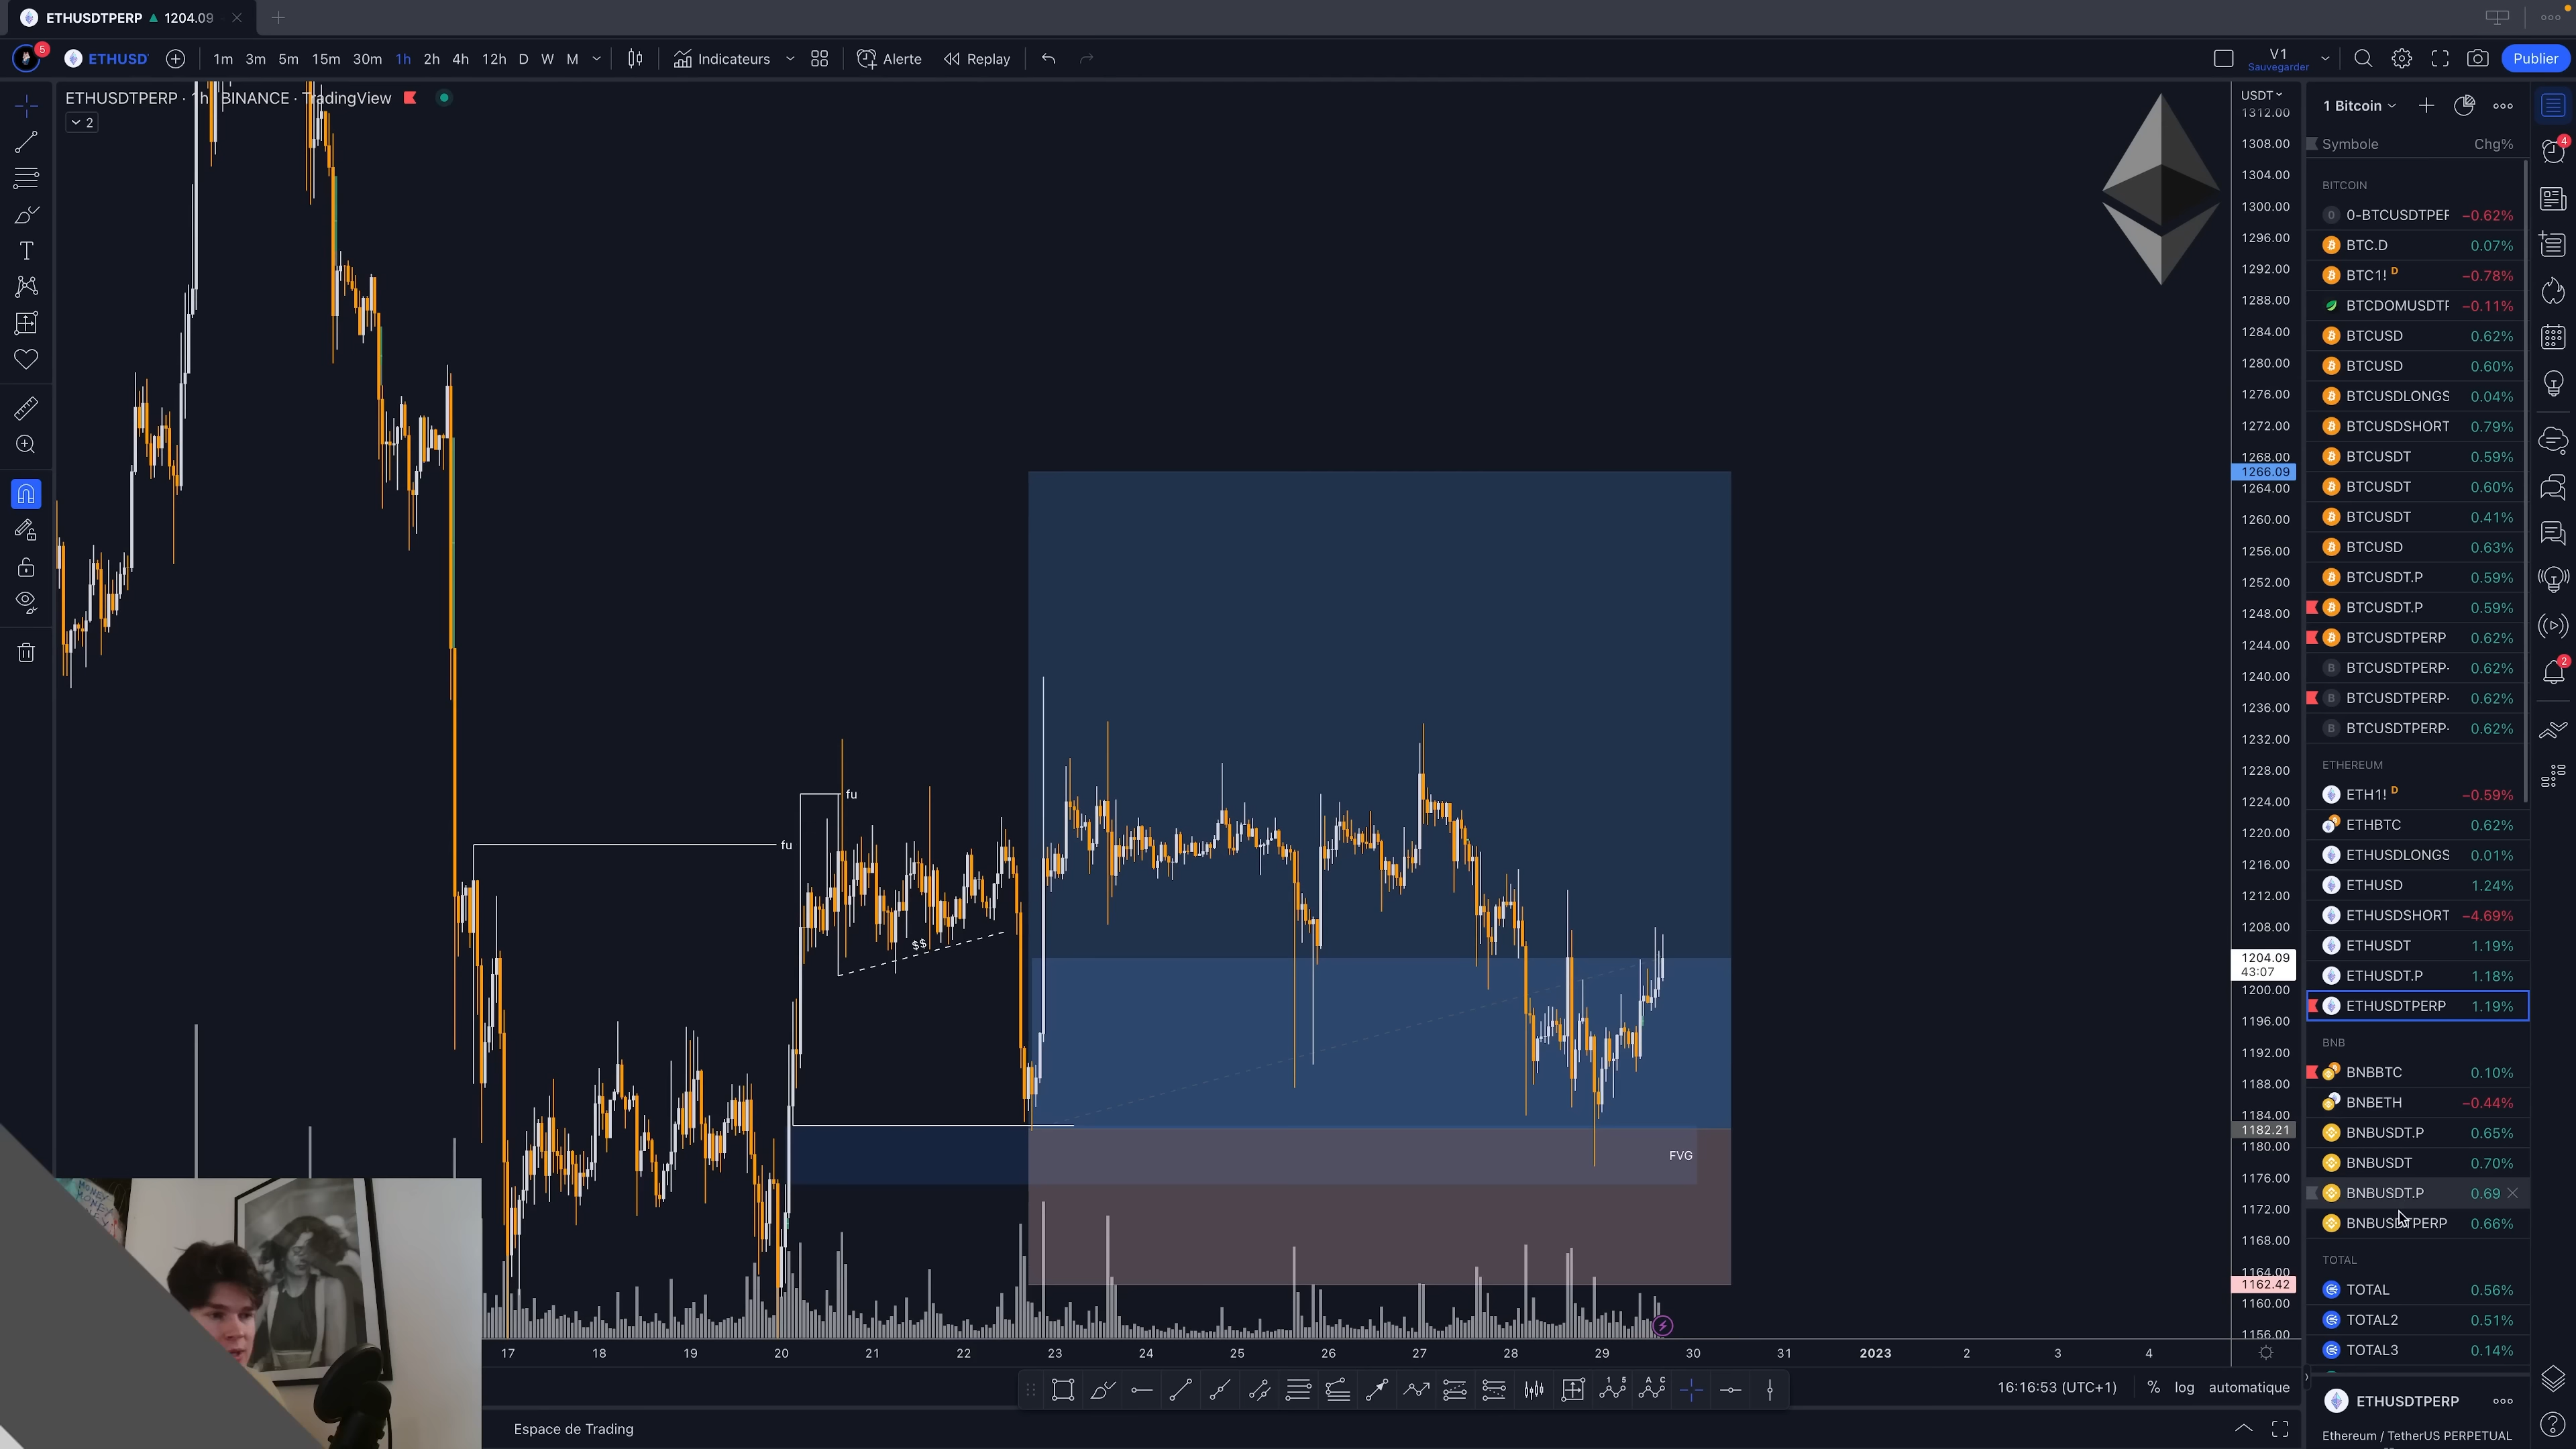 ETHUSDTPERP ▲ 1204.09
5
ETHUSD
1m 3m 5m 15m 30m 1h 2h 4h 12h D W M
Indicateurs
Alerte
Replay
V1
Sauvegarder
Publier
ETHUSDTPERP · 1h · BINANCE · TradingView
2
fu
fu
$$
FVG
USDT
1312.00
1308.00
1304.00
1300.00
1296.00
1292.00
1288.00
1284.00
1280.00
1276.00
1272.00
1268.00
1266.09
1264.00
1260.00
1256.00
1252.00
1248.00
1244.00
1240.00
1236.00
1232.00
1228.00
1224.00
1220.00
1216.00
1212.00
1208.00
1204.09
43:07
1200.00
1196.00
1192.00
1188.00
1184.00
1182.21
1180.00
1176.00
1172.00
1168.00
1164.00
1162.42
1160.00
1156.00
17 18 19 20 21 22 23 24 25 26 27 28 29 30 31 2023 2 3 4
16:16:53 (UTC+1)
% log automatique
Espace de Trading
1 Bitcoin
Symbole Chg%
BITCOIN
0-BTCUSDTPER −0.62%
BTC.D 0.07%
BTC1! D −0.78%
BTCDOMUSDTF −0.11%
BTCUSD 0.62%
BTCUSD 0.60%
BTCUSDLONGS 0.04%
BTCUSDSHORT 0.79%
BTCUSDT 0.59%
BTCUSDT 0.60%
BTCUSDT 0.41%
BTCUSD 0.63%
BTCUSDT.P 0.59%
BTCUSDT.P 0.59%
BTCUSDTPERP 0.62%
BTCUSDTPERP- 0.62%
BTCUSDTPERP- 0.62%
BTCUSDTPERP- 0.62%
ETHEREUM
ETH1! D −0.59%
ETHBTC 0.62%
ETHUSDLONGS 0.01%
ETHUSD 1.24%
ETHUSDSHORT −4.69%
ETHUSDT 1.19%
ETHUSDT.P 1.18%
ETHUSDTPERP 1.19%
BNB
BNBBTC 0.10%
BNBETH −0.44%
BNBUSDT.P 0.65%
BNBUSDT 0.70%
BNBUSDT.P 0.69
BNBUSDTPERP 0.66%
TOTAL
TOTAL 0.56%
TOTAL2 0.51%
TOTAL3 0.14%
ETHUSDTPERP
Ethereum / TetherUS PERPETUAL
4
2